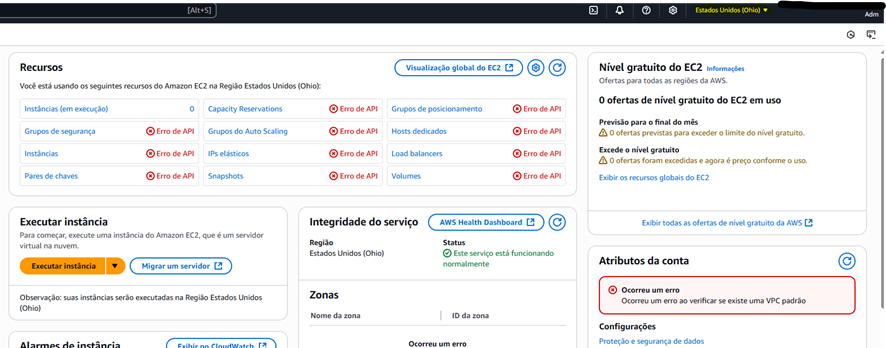 [Alt+S]
Estados Unidos (Ohio)
Adm
Recursos
Visualização global do EC2
Você está usando os seguintes recursos do Amazon EC2 na Região Estados Unidos (Ohio):
Instâncias (em execução) 0
Capacity Reservations Erro de API
Grupos de posicionamento Erro de API
Grupos de segurança Erro de API
Grupos do Auto Scaling Erro de API
Hosts dedicados Erro de API
Instâncias Erro de API
IPs elásticos Erro de API
Load balancers Erro de API
Pares de chaves Erro de API
Snapshots Erro de API
Volumes Erro de API
Executar instância
Para começar, execute uma instância do Amazon EC2, que é um servidor
virtual na nuvem.
Executar instância
Migrar um servidor
Observação: suas instâncias serão executadas na Região Estados Unidos
(Ohio)
Alarmes de instância
Exibir no CloudWatch
Integridade do serviço
AWS Health Dashboard
Região
Estados Unidos (Ohio)
Status
Este serviço está funcionando
normalmente
Zonas
Nome da zona
ID da zona
Ocorreu um erro
Nível gratuito do EC2 Informações
Ofertas para todas as regiões da AWS.
0 ofertas de nível gratuito do EC2 em uso
Previsão para o final do mês
0 ofertas previstas para exceder o limite do nível gratuito.
Excede o nível gratuito
0 ofertas foram excedidas e agora é preço conforme o uso.
Exibir os recursos globais do EC2
Exibir todas as ofertas de nível gratuito da AWS
Atributos da conta
Ocorreu um erro
Ocorreu um erro ao verificar se existe uma VPC padrão
Configurações
Proteção e segurança de dados